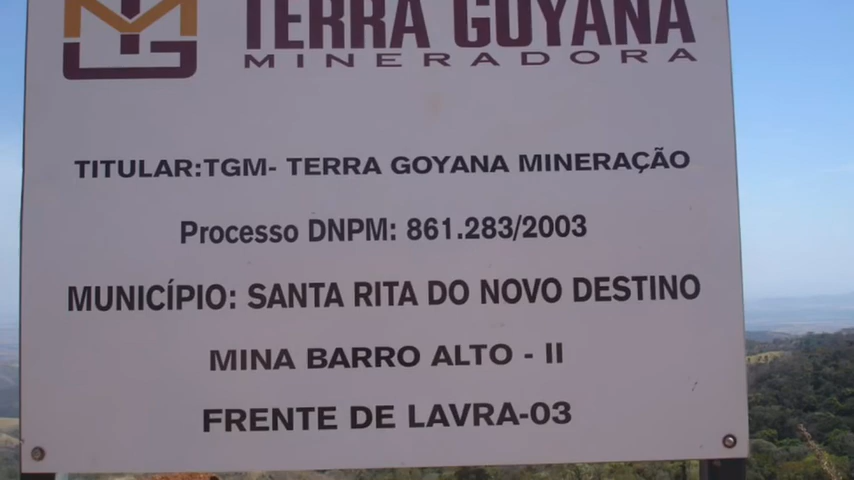 TERRA GOYANA
MINERADORA
TITULAR:TGM- TERRA GOYANA MINERAÇÃO
Processo DNPM: 861.283/2003
MUNICÍPIO: SANTA RITA DO NOVO DESTINO
MINA BARRO ALTO - II
FRENTE DE LAVRA-03